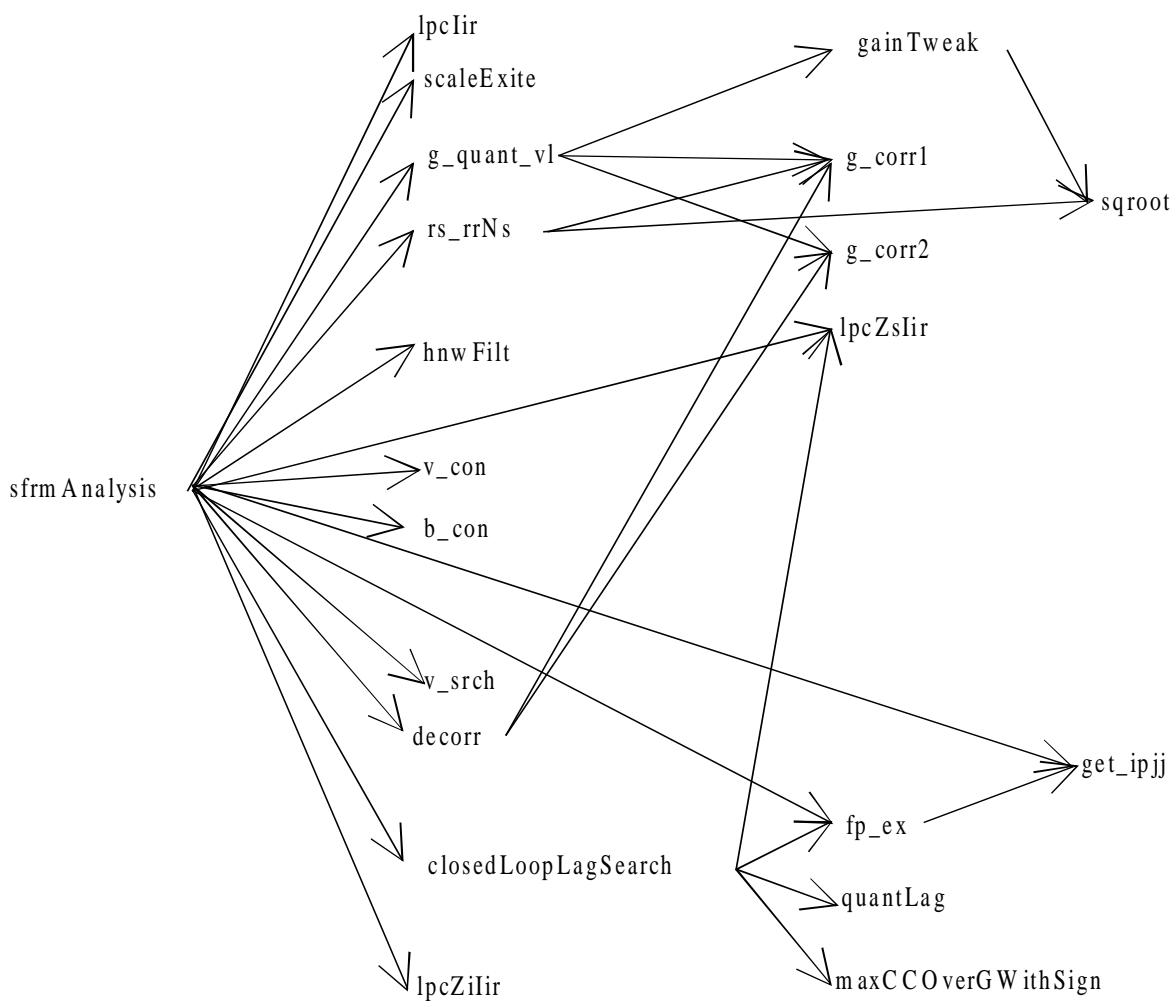 lpcIir
gainTweak
scaleExite
g_quant_vl
g_corr1
sqroot
rs_rrNs
g_corr2
lpcZsIir
hnwFilt
v_con
sfrmAnalysis
b_con
v_srch
decorr
get_ipjj
fp_ex
closedLoopLagSearch
quantLag
maxCCOverGWithSign
lpcZiIir